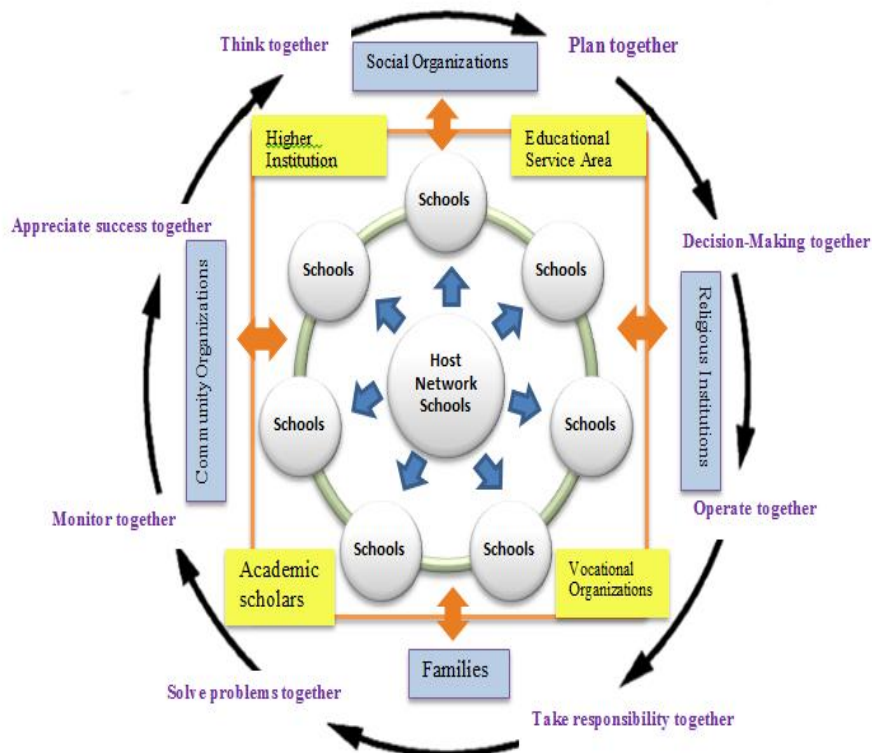 Think together
Plan together
Social Organizations
Higher
Institution
Educational
Service Area
Schools
Appreciate success together
Decision-Making together
Schools
Schools
Community Organizations
Religious Institutions
Host
Network
Schools
Schools
Schools
Monitor together
Operate together
Schools
Schools
Academic
scholars
Vocational
Organizations
Families
Solve problems together
Take responsibility together